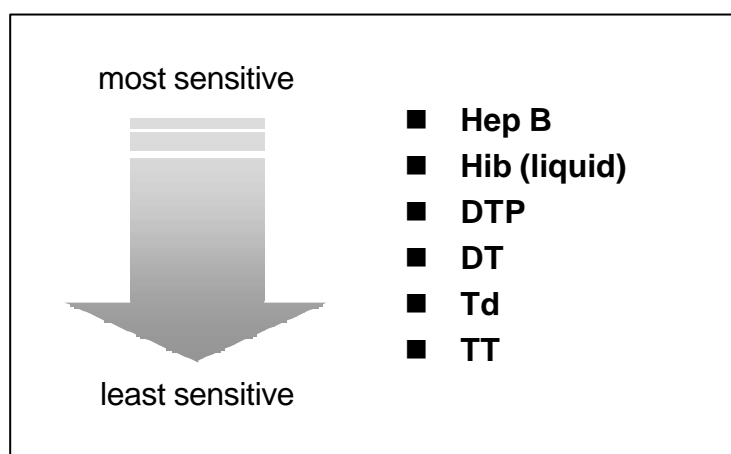 most sensitive
■ Hep B
■ Hib (liquid)
■ DTP
■ DT
■ Td
■ TT
least sensitive